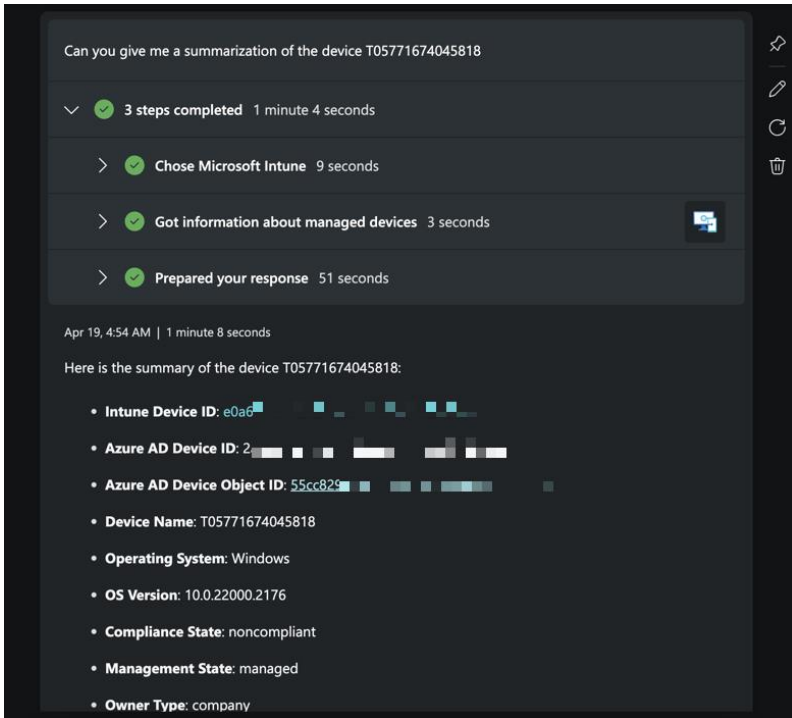 Can you give me a summarization of the device T05771674045818
3 steps completed 1 minute 4 seconds
Chose Microsoft Intune 9 seconds
Got information about managed devices 3 seconds
Prepared your response 51 seconds
Apr 19, 4:54 AM | 1 minute 8 seconds
Here is the summary of the device T05771674045818:
• Intune Device ID: e0a6
• Azure AD Device ID: 2
• Azure AD Device Object ID: 55cc829
• Device Name: T05771674045818
• Operating System: Windows
• OS Version: 10.0.22000.2176
• Compliance State: noncompliant
• Management State: managed
• Owner Type: company